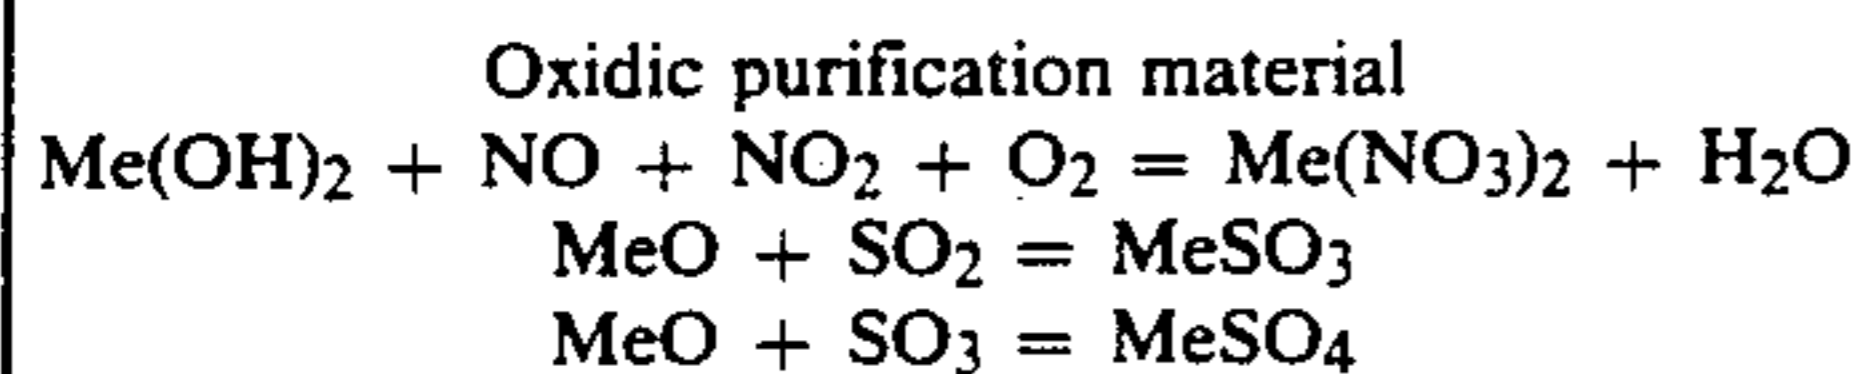 Oxidic purification material
Me(OH)₂ + NO + NO₂ + O₂ = Me(NO₃)₂ + H₂O
MeO + SO₂ = MeSO₃
MeO + SO₃ = MeSO₄